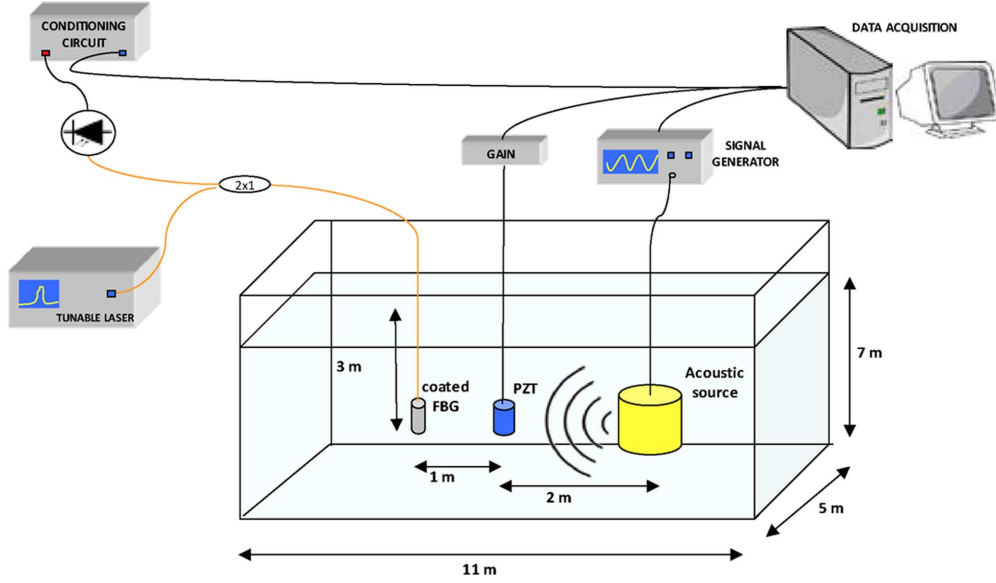 CONDITIONING
CIRCUIT
DATA ACQUISITION
GAIN
SIGNAL
GENERATOR
2x1
TUNABLE LASER
3 m
coated
FBG
PZT
Acoustic
source
7 m
1 m
2 m
5 m
11 m